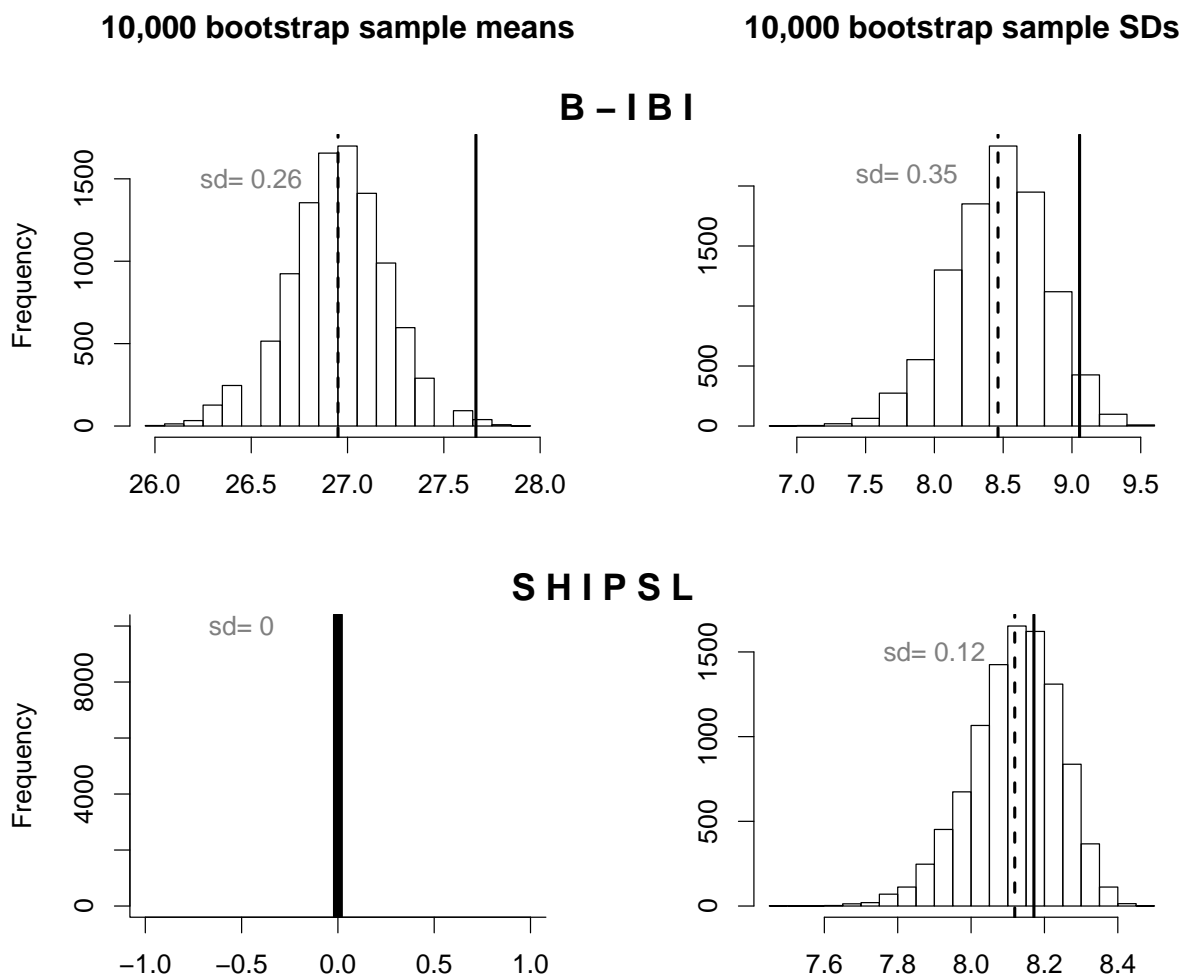 10,000 bootstrap sample means
10,000 bootstrap sample SDs
B – I B I
sd= 0.26
Frequency
0
500
1000
1500
26.0 26.5 27.0 27.5 28.0
sd= 0.35
0
500
1500
7.0 7.5 8.0 8.5 9.0 9.5
S H I P S L
sd= 0
Frequency
0
4000
8000
−1.0 −0.5 0.0 0.5 1.0
sd= 0.12
0
500
1000
1500
7.6 7.8 8.0 8.2 8.4